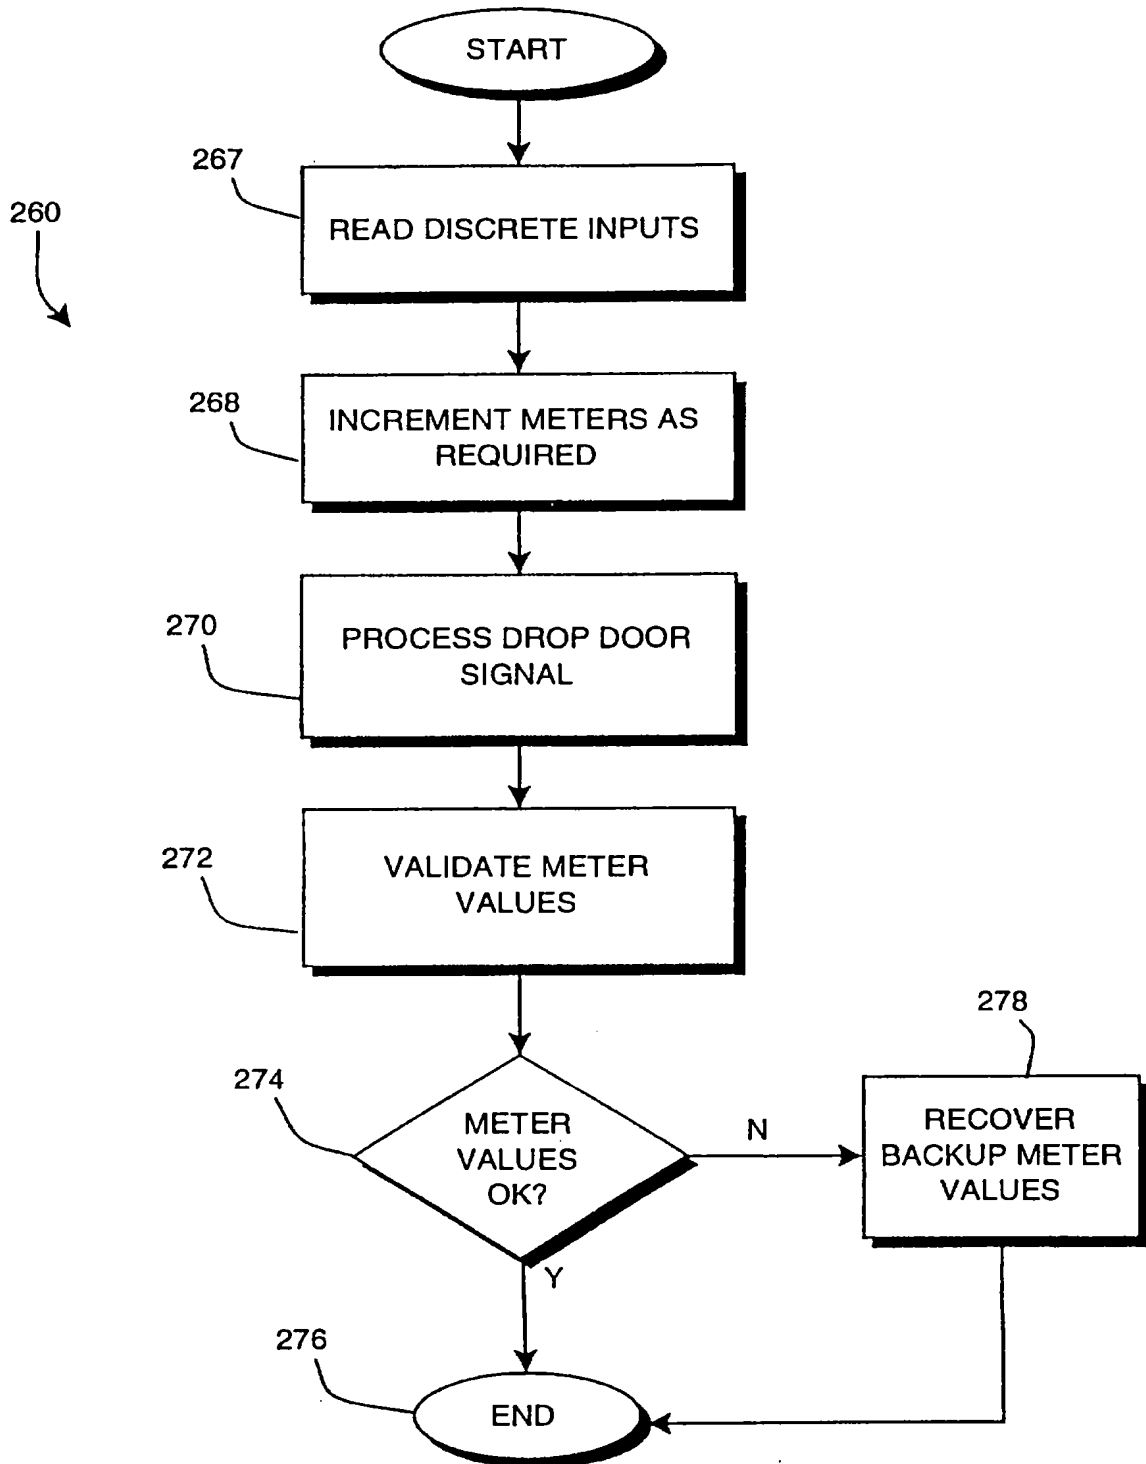 START
267
READ DISCRETE INPUTS
260
268
INCREMENT METERS AS
REQUIRED
270
PROCESS DROP DOOR
SIGNAL
272
VALIDATE METER
VALUES
274
METER
VALUES
OK?
N
278
RECOVER
BACKUP METER
VALUES
Y
276
END